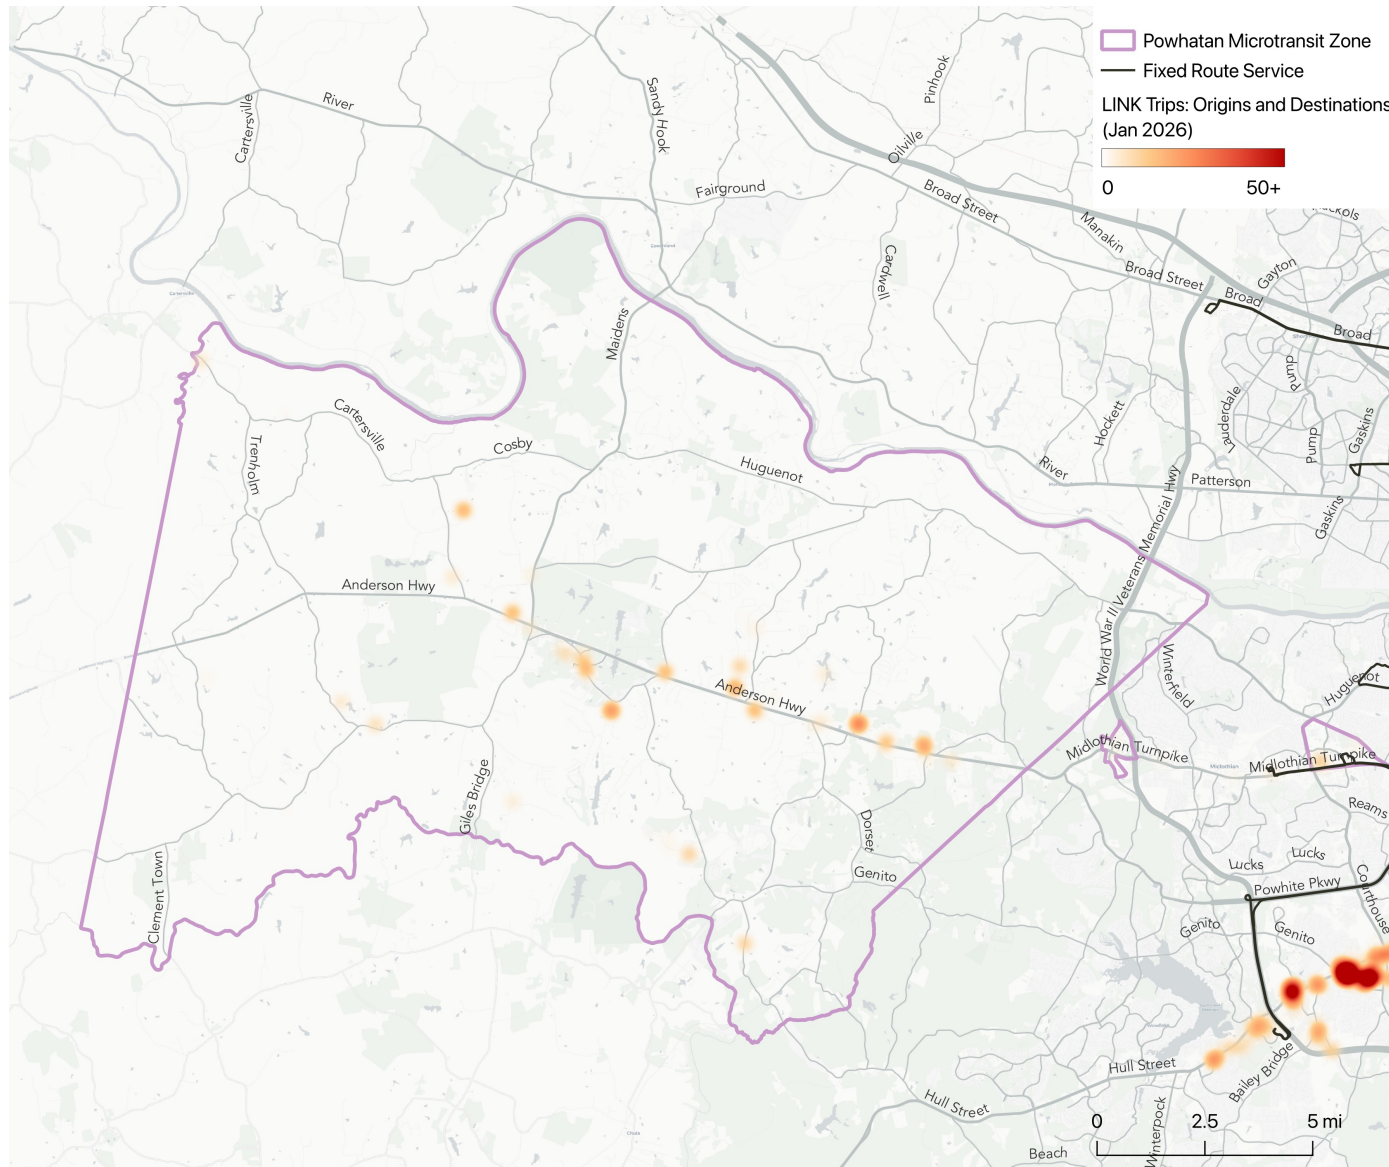 Powhatan Microtransit Zone
Fixed Route Service
LINK Trips: Origins and Destinations
(Jan 2026)
0
50+
Pinhook
Sandy Hook
River
Cartersville
Oilville
Fairground
Broad Street
Manakin
Gayton
Cardwell
Broad Street
Broad
Broad
Cartersville
Maidens
Pump
Lauderdale
Hockett
Gaskins
Pump
Cartersville
Trenholm
Cosby
Huguenot
River
Patterson
Gaskins
World War II Veterans Memorial Hwy
Anderson Hwy
Winterfield
Huguenot
Anderson Hwy
Midlothian Turnpike
Midlothian
Midlothian Turnpike
Giles Bridge
Reams
Dorset
Lucks
Lucks
Genito
Powhite Pkwy
Courthouse
Clement Town
Genito
Genito
Hull Street
Bailey Bridge
Hull Street
Winterpock
Beach
Chula
0
2.5
5 mi